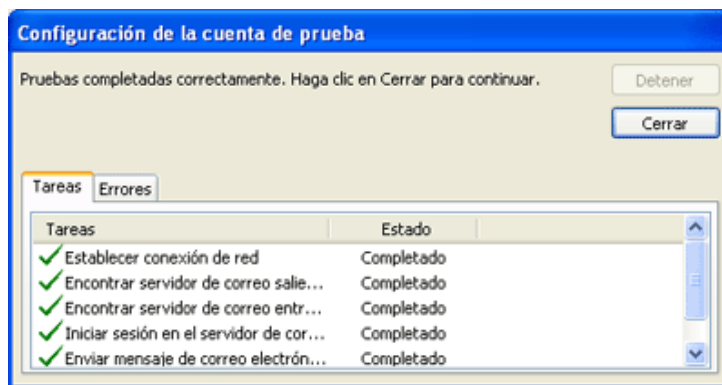 Configuración de la cuenta de prueba
Pruebas completadas correctamente. Haga clic en Cerrar para continuar.
Detener
Cerrar
Tareas Errores
Tareas Estado
Establecer conexión de red Completado
Encontrar servidor de correo salie... Completado
Encontrar servidor de correo entr... Completado
Iniciar sesión en el servidor de cor... Completado
Enviar mensaje de correo electrón... Completado